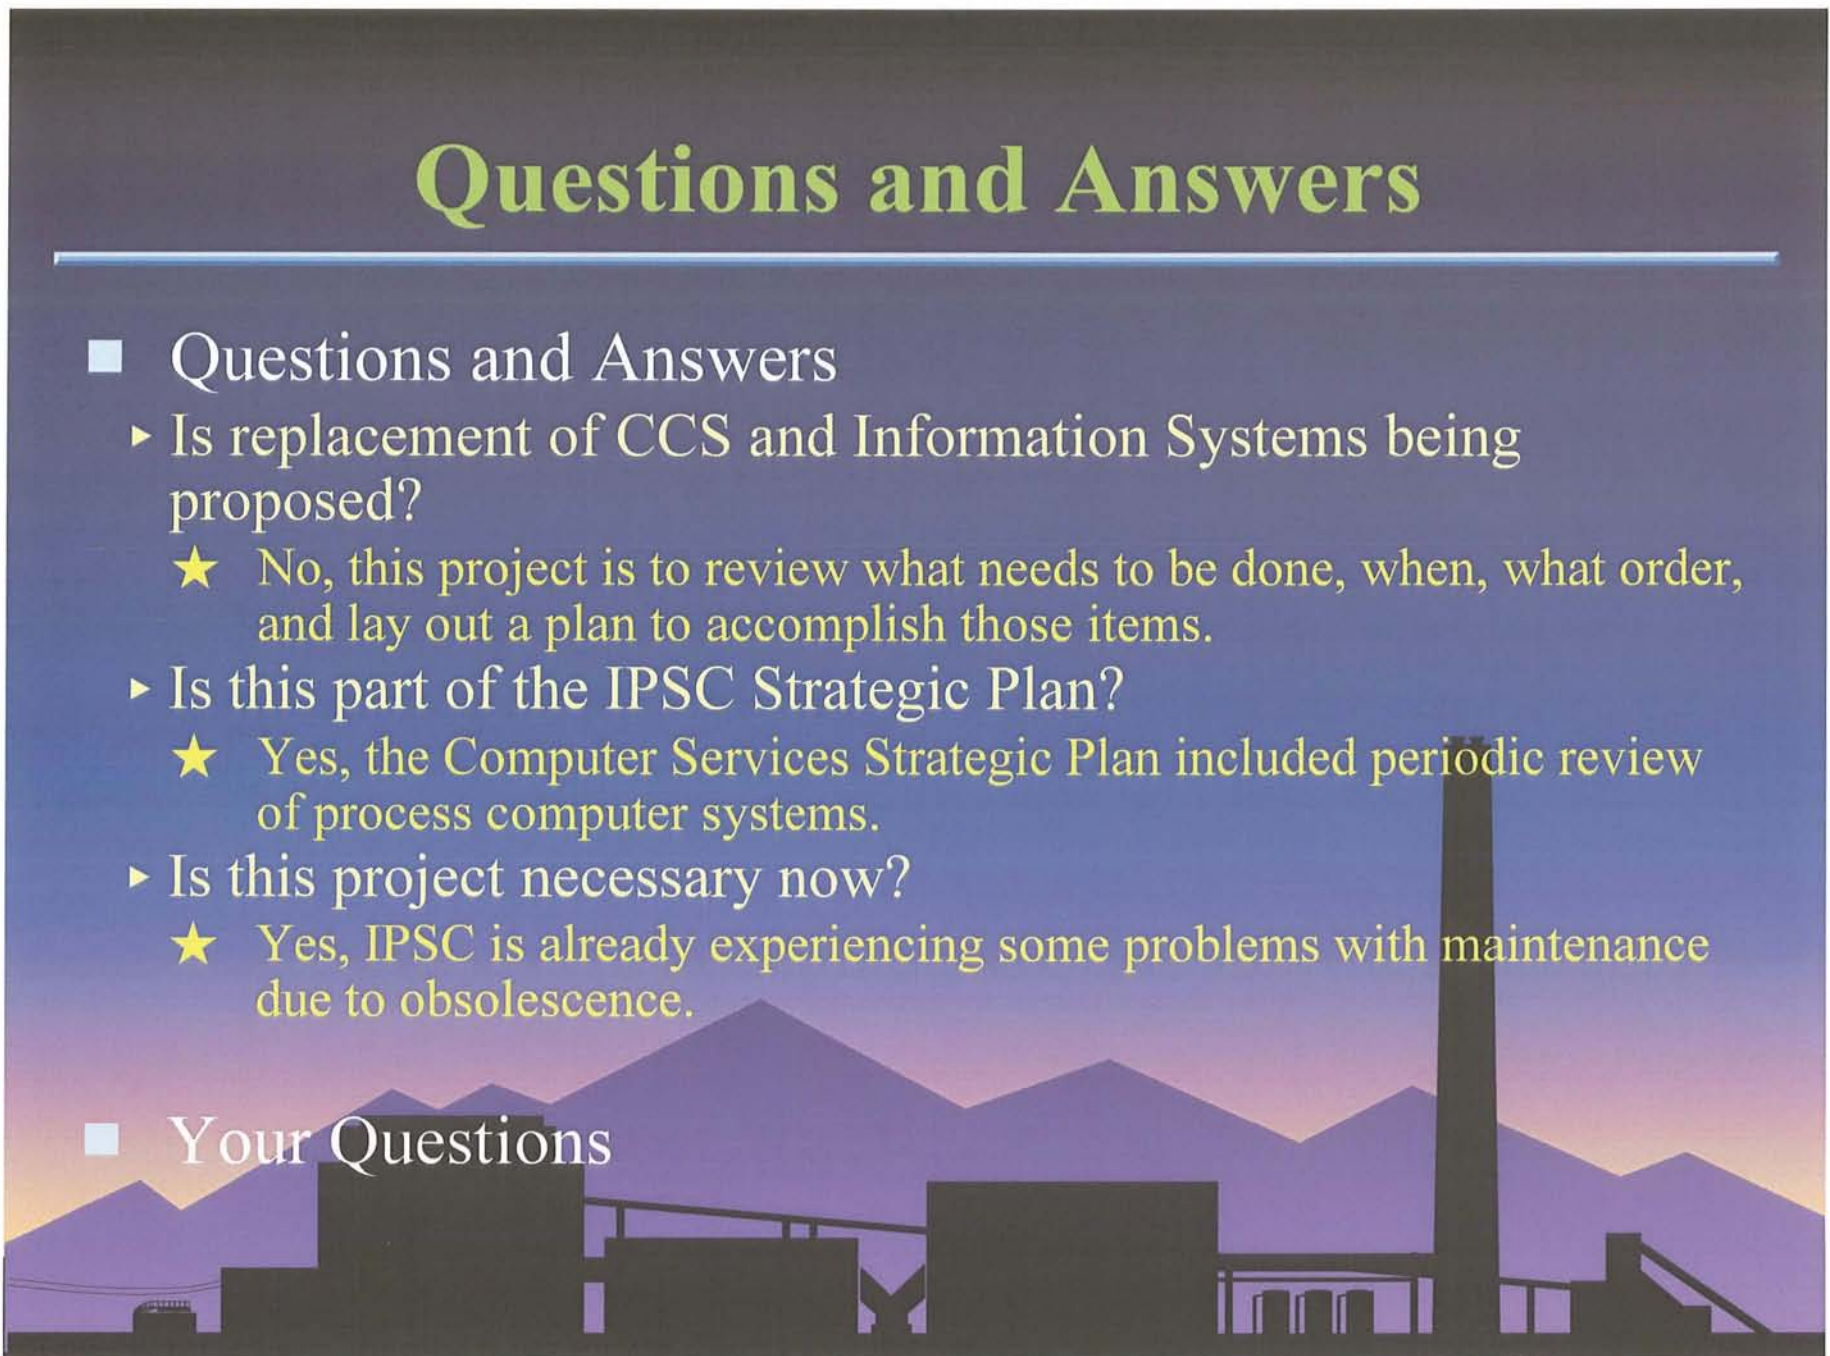 Questions and Answers
Questions and Answers
Is replacement of CCS and Information Systems being
proposed?
No, this project is to review what needs to be done, when, what order,
and lay out a plan to accomplish those items.
Is this part of the IPSC Strategic Plan?
Yes, the Computer Services Strategic Plan included periodic review
of process computer systems.
Is this project necessary now?
Yes, IPSC is already experiencing some problems with maintenance
due to obsolescence.
Your Questions